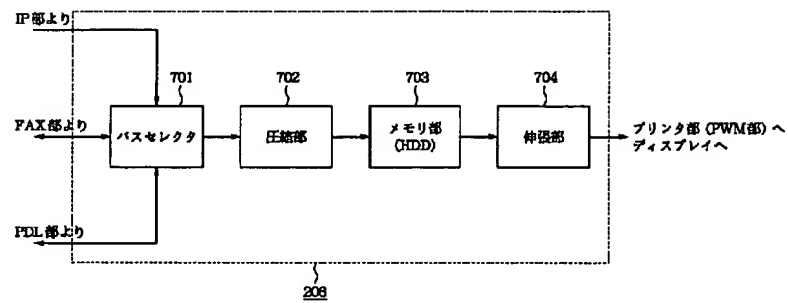 IP部より
701
702
703
704
FAX部より
バスセレクタ
圧縮部
メモリ部
(HDD)
伸張部
プリンタ部(PWM部)へ
ディスプレイへ
PDL部より
206